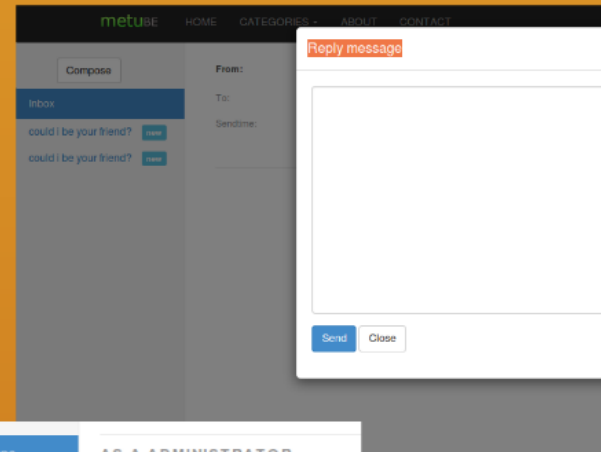 metuBE HOME CATEGORIES ABOUT CONTACT
Reply message
Compose
From:
Inbox
To:
could i be your friend? new
Sendtime:
could i be your friend? new
Send Close
AS A ADMINISTRATOR